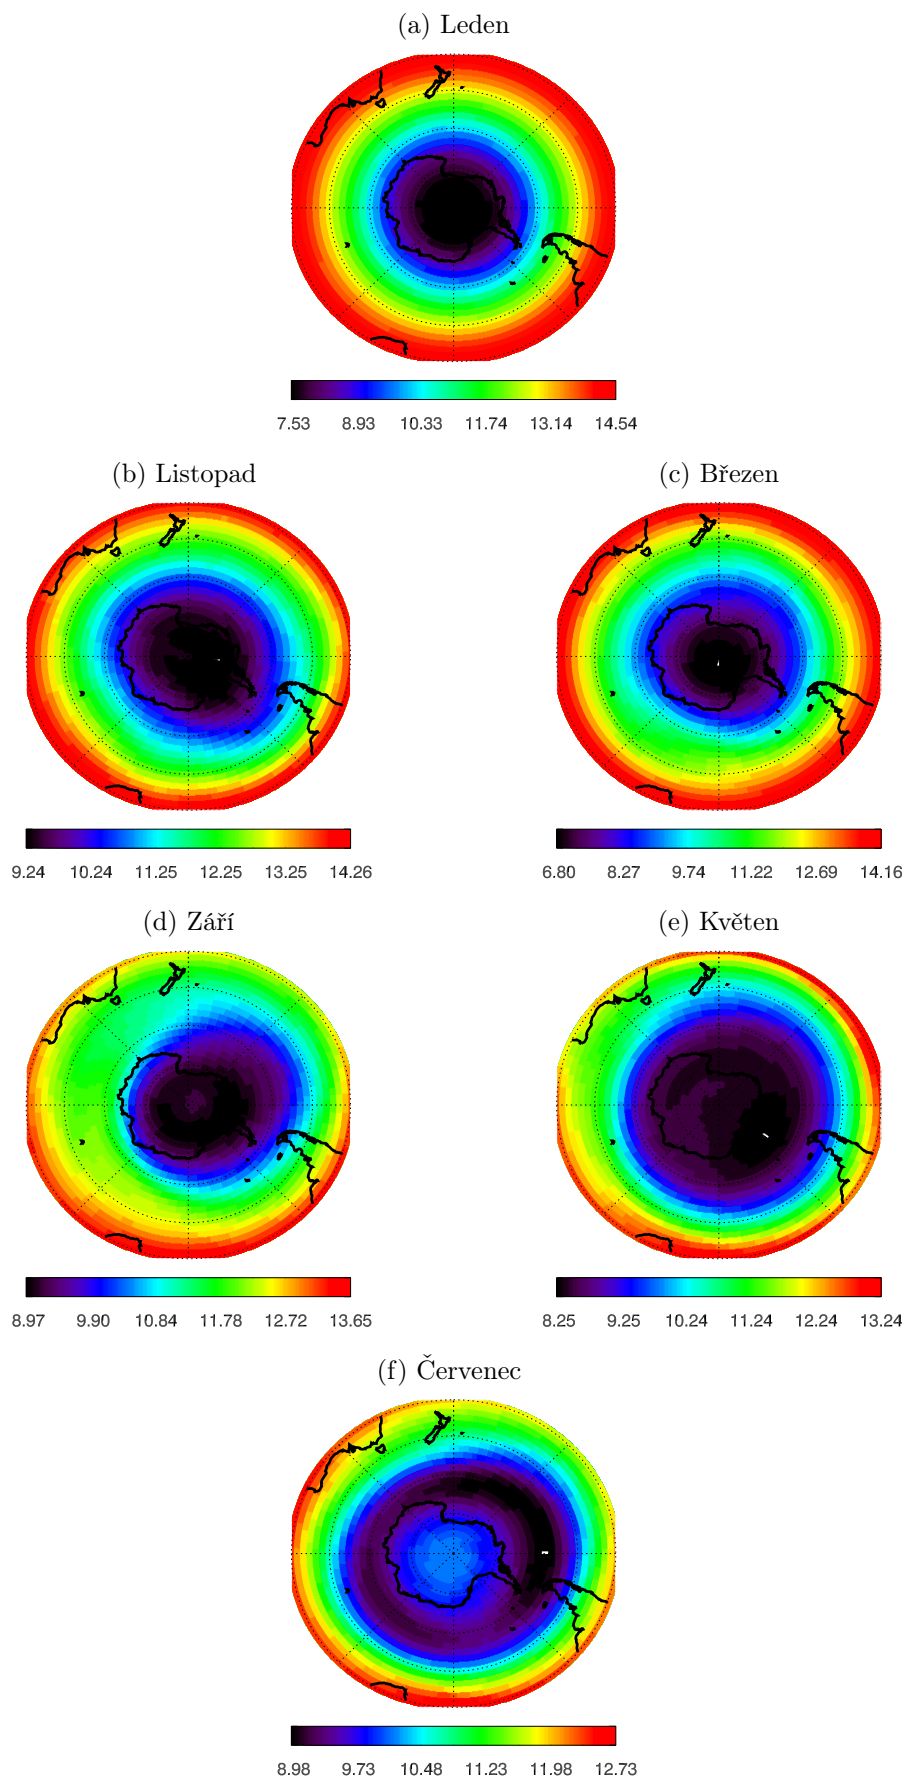 (a) Leden
7.53 8.93 10.33 11.74 13.14 14.54
(b) Listopad
9.24 10.24 11.25 12.25 13.25 14.26
(c) Březen
6.80 8.27 9.74 11.22 12.69 14.16
(d) Září
8.97 9.90 10.84 11.78 12.72 13.65
(e) Květen
8.25 9.25 10.24 11.24 12.24 13.24
(f) Červenec
8.98 9.73 10.48 11.23 11.98 12.73